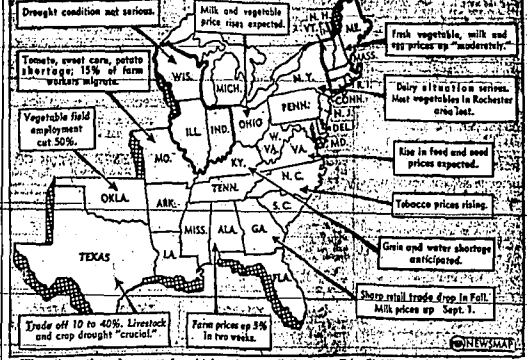 Drought condition not serious.
Milk and vegetable
price rises expected.
Fresh vegetable, milk and
egg prices up "moderately."
Tomato, sweet corn, potato
shortage; 15% of farm
workers migrate.
Dairy situation serious.
Most vegetables in Rochester
area lost.
Vegetable field
employment
cut 50%.
Rise in food and seed
prices expected.
Tobacco prices rising.
Grain and water shortage
anticipated.
Sharp retail trade drop in Fall.
Milk prices up Sept. 1.
Trade off 10 to 40%. Livestock
and crop drought "crucial."
Farm prices up 5%
in two weeks.
N. H.
VT.
ME.
MASS.
R. I.
CONN.
N. J.
DEL.
MD.
WIS.
MICH.
N. Y.
PENN.
ILL.
IND.
OHIO
W.
VA.
VA.
MO.
KY.
N. C.
TENN.
OKLA.
ARK.
S. C.
MISS.
ALA.
GA.
TEXAS
LA.
FLA.
NEWSMAP